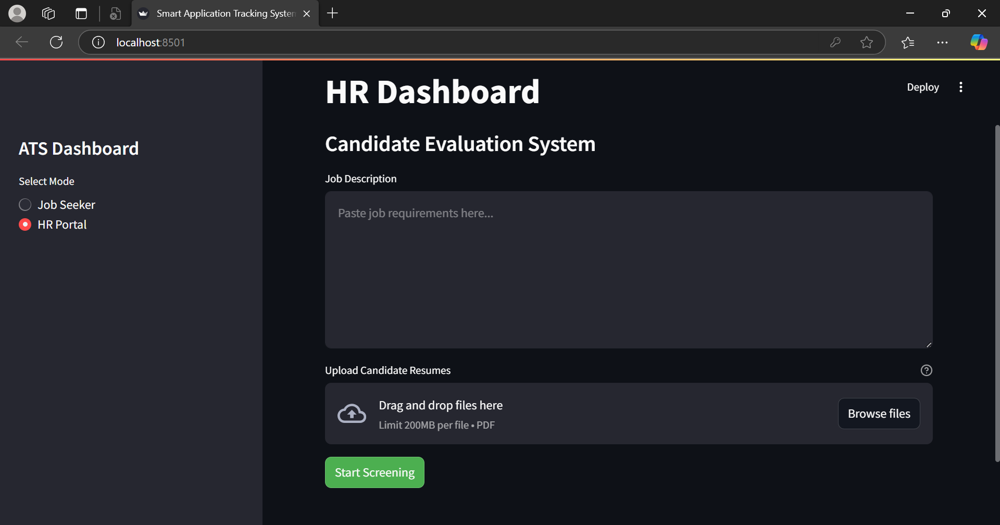 Smart Application Tracking System
localhost:8501
Deploy
ATS Dashboard
Select Mode
Job Seeker
HR Portal
HR Dashboard
Candidate Evaluation System
Job Description
Paste job requirements here...
Upload Candidate Resumes
Drag and drop files here
Limit 200MB per file • PDF
Browse files
Start Screening